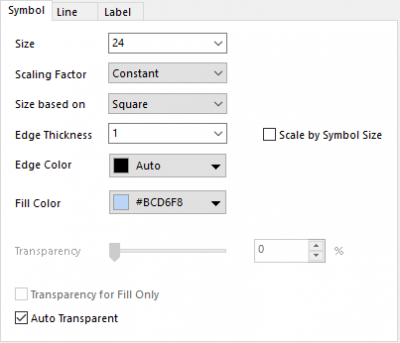 Symbol Line Label
Size 24
Scaling Factor Constant
Size based on Square
Edge Thickness 1 Scale by Symbol Size
Edge Color Auto
Fill Color #BCD6F8
Transparency 0 %
Transparency for Fill Only
Auto Transparent